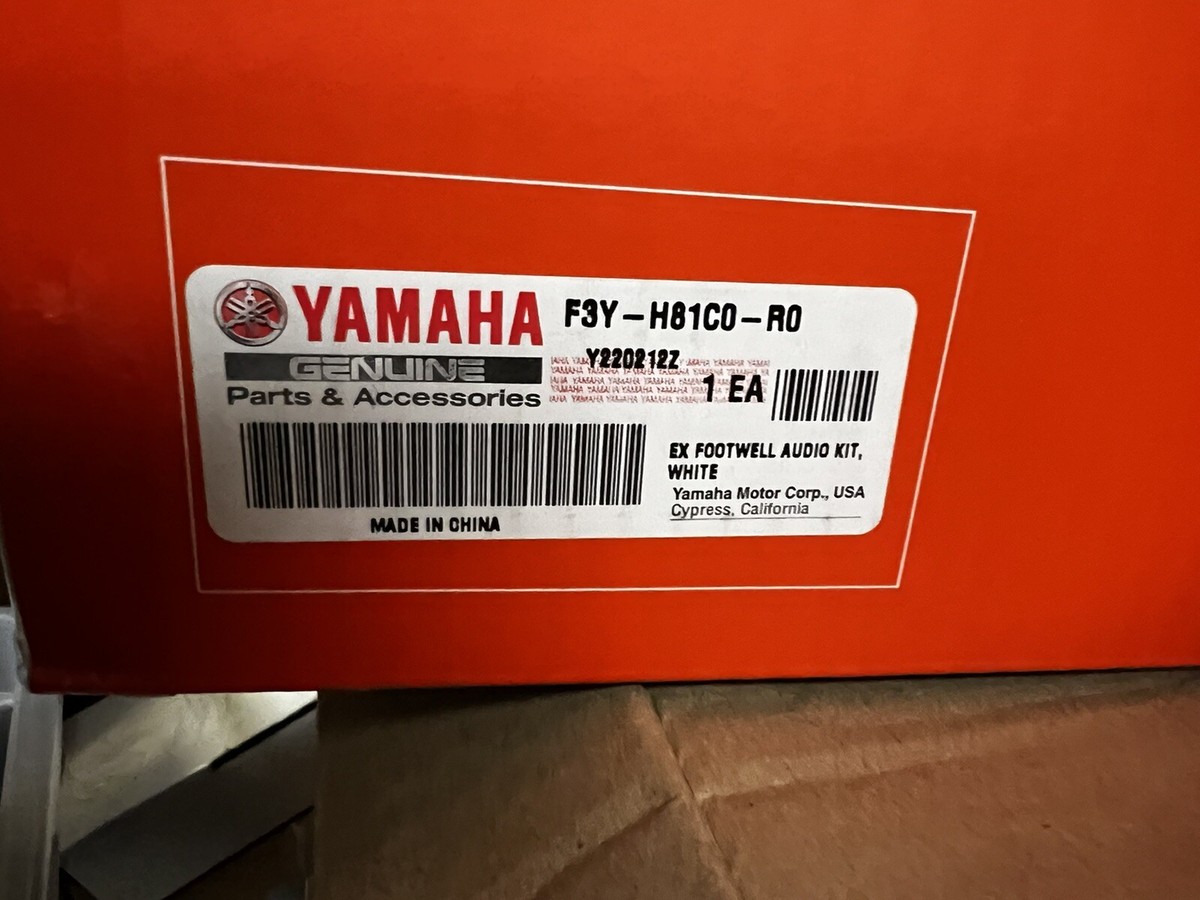 YAMAHA
F3Y-H81C0-R0
GENUINE
Y220212Z
Parts & Accessories
1 EA
EX FOOTWELL AUDIO KIT,
WHITE
Yamaha Motor Corp., USA
Cypress, California
MADE IN CHINA